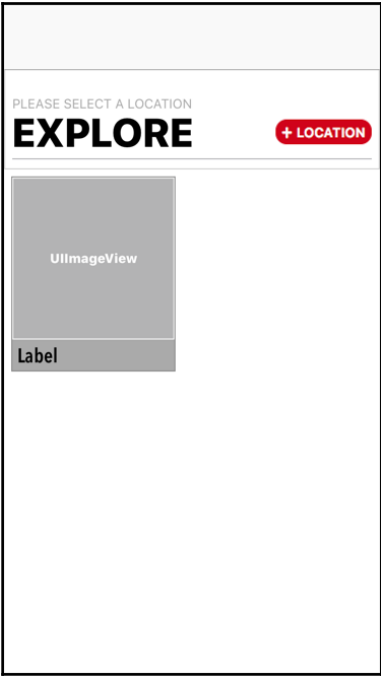 PLEASE SELECT A LOCATION
EXPLORE
+ LOCATION
UIImageView
Label